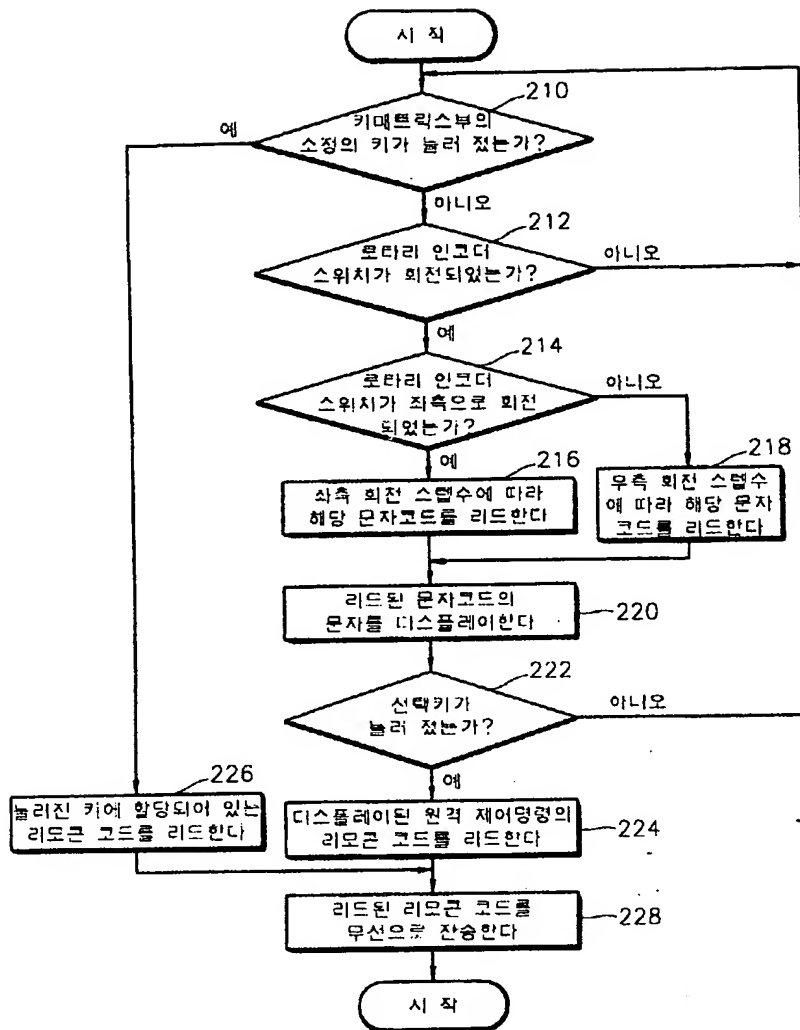 시 작
210
키매트릭스부의
소정의 키가 눌러 졌는가?
예
아니오
212
로타리 인코더
스위치가 회전되었는가?
아니오
예
214
로타리 인코더
스위치가 좌측으로 회전
되었는가?
아니오
예
216
좌측 회전 스텝수에 따라
해당 문자코드를 리드한다
218
우측 회전 스텝수
에 따라 해당 문자
코드를 리드한다
리드된 문자코드의
문자를 디스플레이한다
220
222
선택키가
눌러 졌는가?
아니오
예
226
눌러진 키에 할당되어 있는
리모콘 코드를 리드한다
디스플레이된 원격 제어명령의
리모콘 코드를 리드한다
224
리드된 리모콘 코드를
무선으로 전송한다
228
시 작